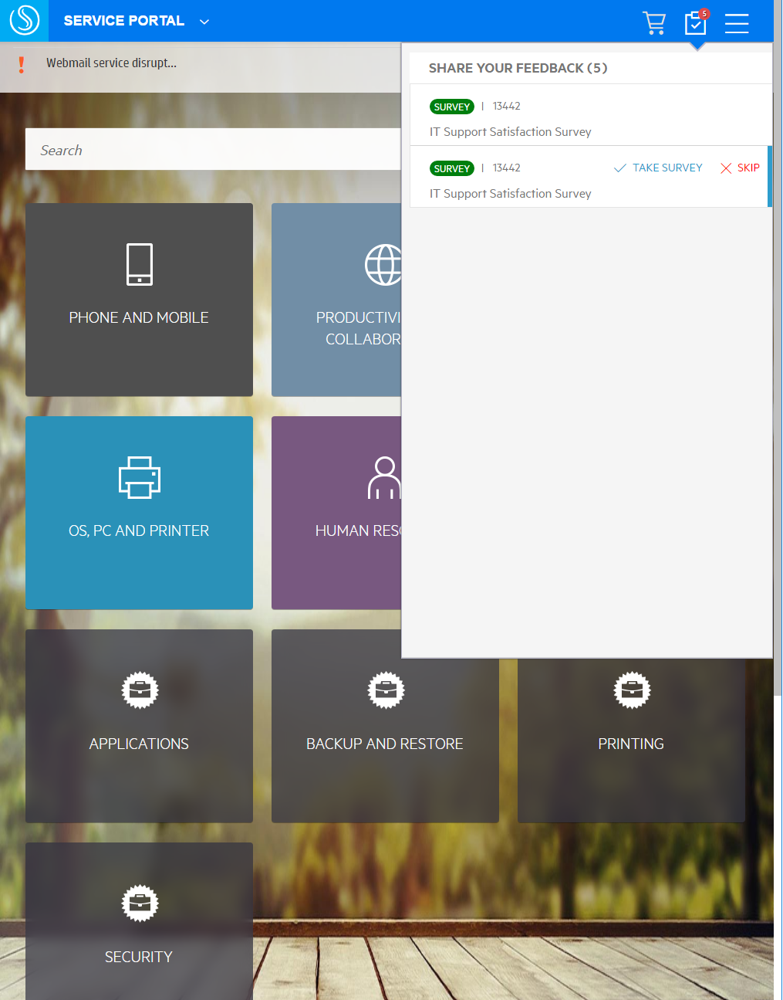 SERVICE PORTAL
5
Webmail service disrupt...
SHARE YOUR FEEDBACK (5)
SURVEY | 13442
IT Support Satisfaction Survey
SURVEY | 13442 TAKE SURVEY SKIP
IT Support Satisfaction Survey
Search
PHONE AND MOBILE
PRODUCTIVI
COLLABOR
OS, PC AND PRINTER
HUMAN RESO
APPLICATIONS
BACKUP AND RESTORE
PRINTING
SECURITY